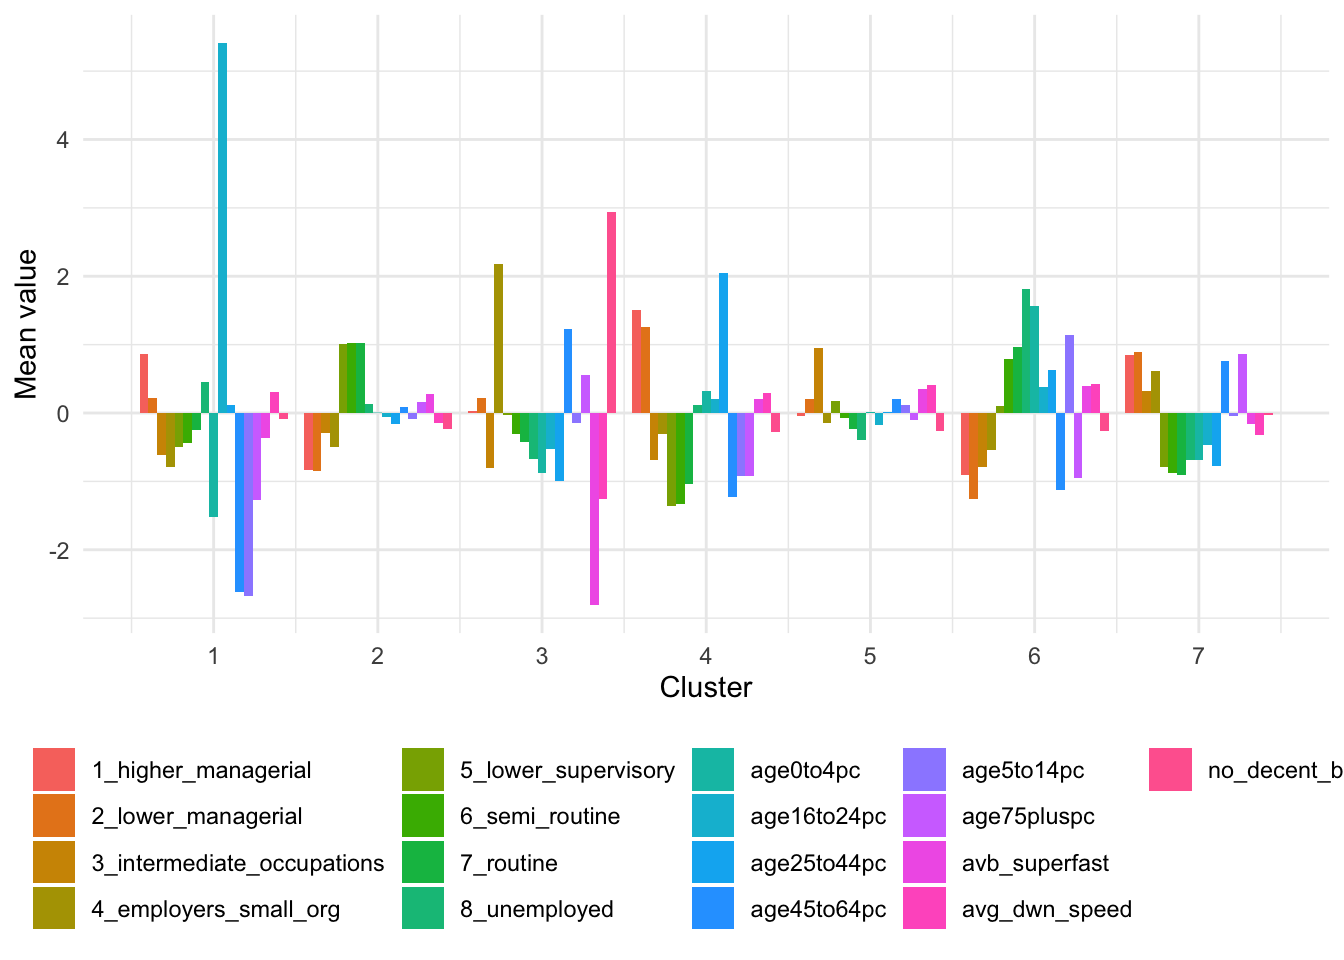 4
2
0
-2
Mean value
1 2 3 4 5 6 7
Cluster
1_higher_managerial 5_lower_supervisory age0to4pc age5to14pc no_decent_b
2_lower_managerial 6_semi_routine age16to24pc age75pluspc
3_intermediate_occupations 7_routine age25to44pc avb_superfast
4_employers_small_org 8_unemployed age45to64pc avg_dwn_speed